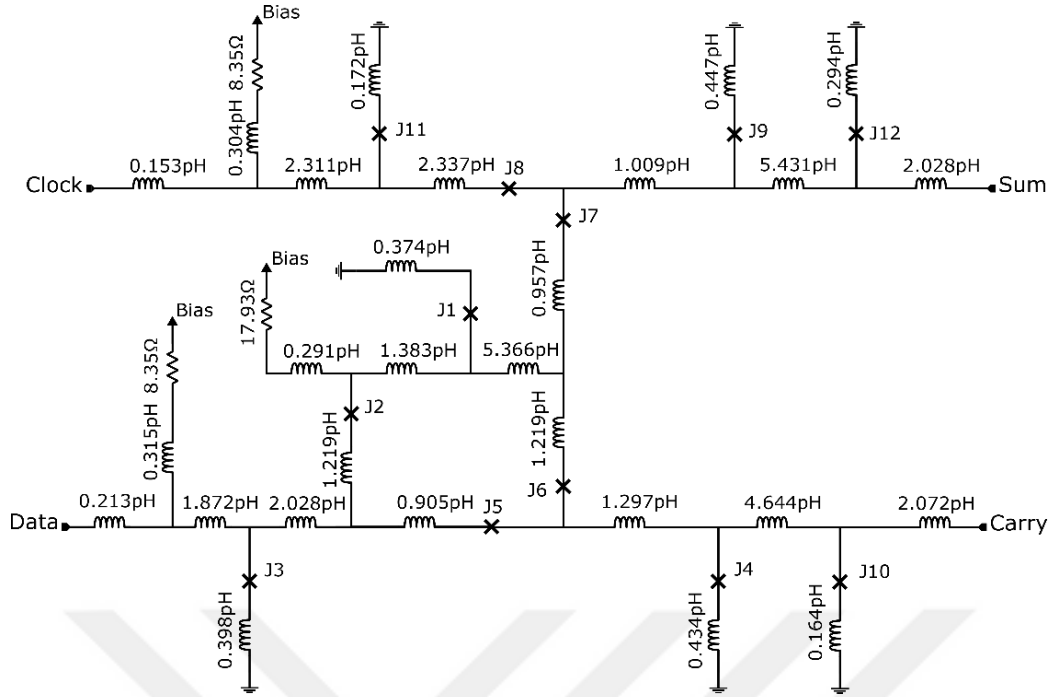 Bias
8.35Ω
0.304pH
0.172pH
0.447pH
0.294pH
J11
J9
J12
0.153pH
2.311pH
2.337pH
J8
1.009pH
5.431pH
2.028pH
Clock
Sum
J7
0.374pH
Bias
17.93Ω
J1
0.957pH
Bias
8.35Ω
0.315pH
0.291pH
1.383pH
5.366pH
J2
1.219pH
1.219pH
J6
0.213pH
1.872pH
2.028pH
0.905pH
J5
1.297pH
4.644pH
2.072pH
Data
Carry
J3
J4
J10
0.398pH
0.434pH
0.164pH